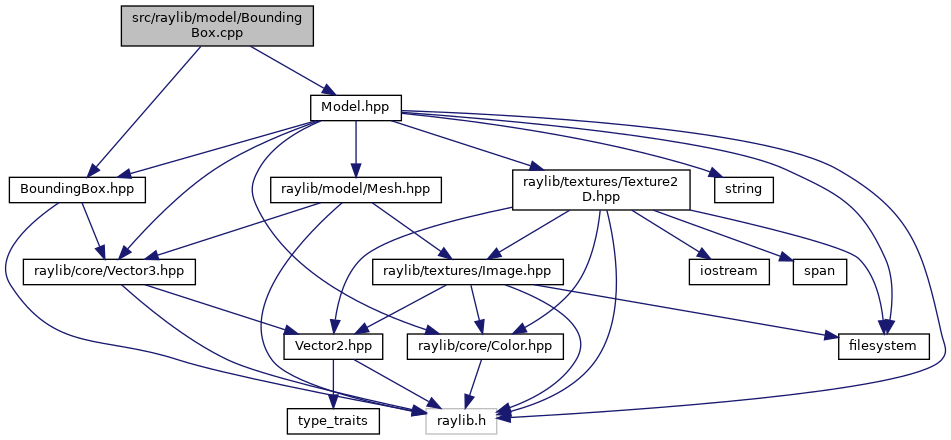 src/raylib/model/Bounding
Box.cpp
Model.hpp
BoundingBox.hpp
raylib/model/Mesh.hpp
raylib/textures/Texture2
D.hpp
string
raylib/core/Vector3.hpp
raylib/textures/Image.hpp
iostream
span
Vector2.hpp
raylib/core/Color.hpp
filesystem
type_traits
raylib.h